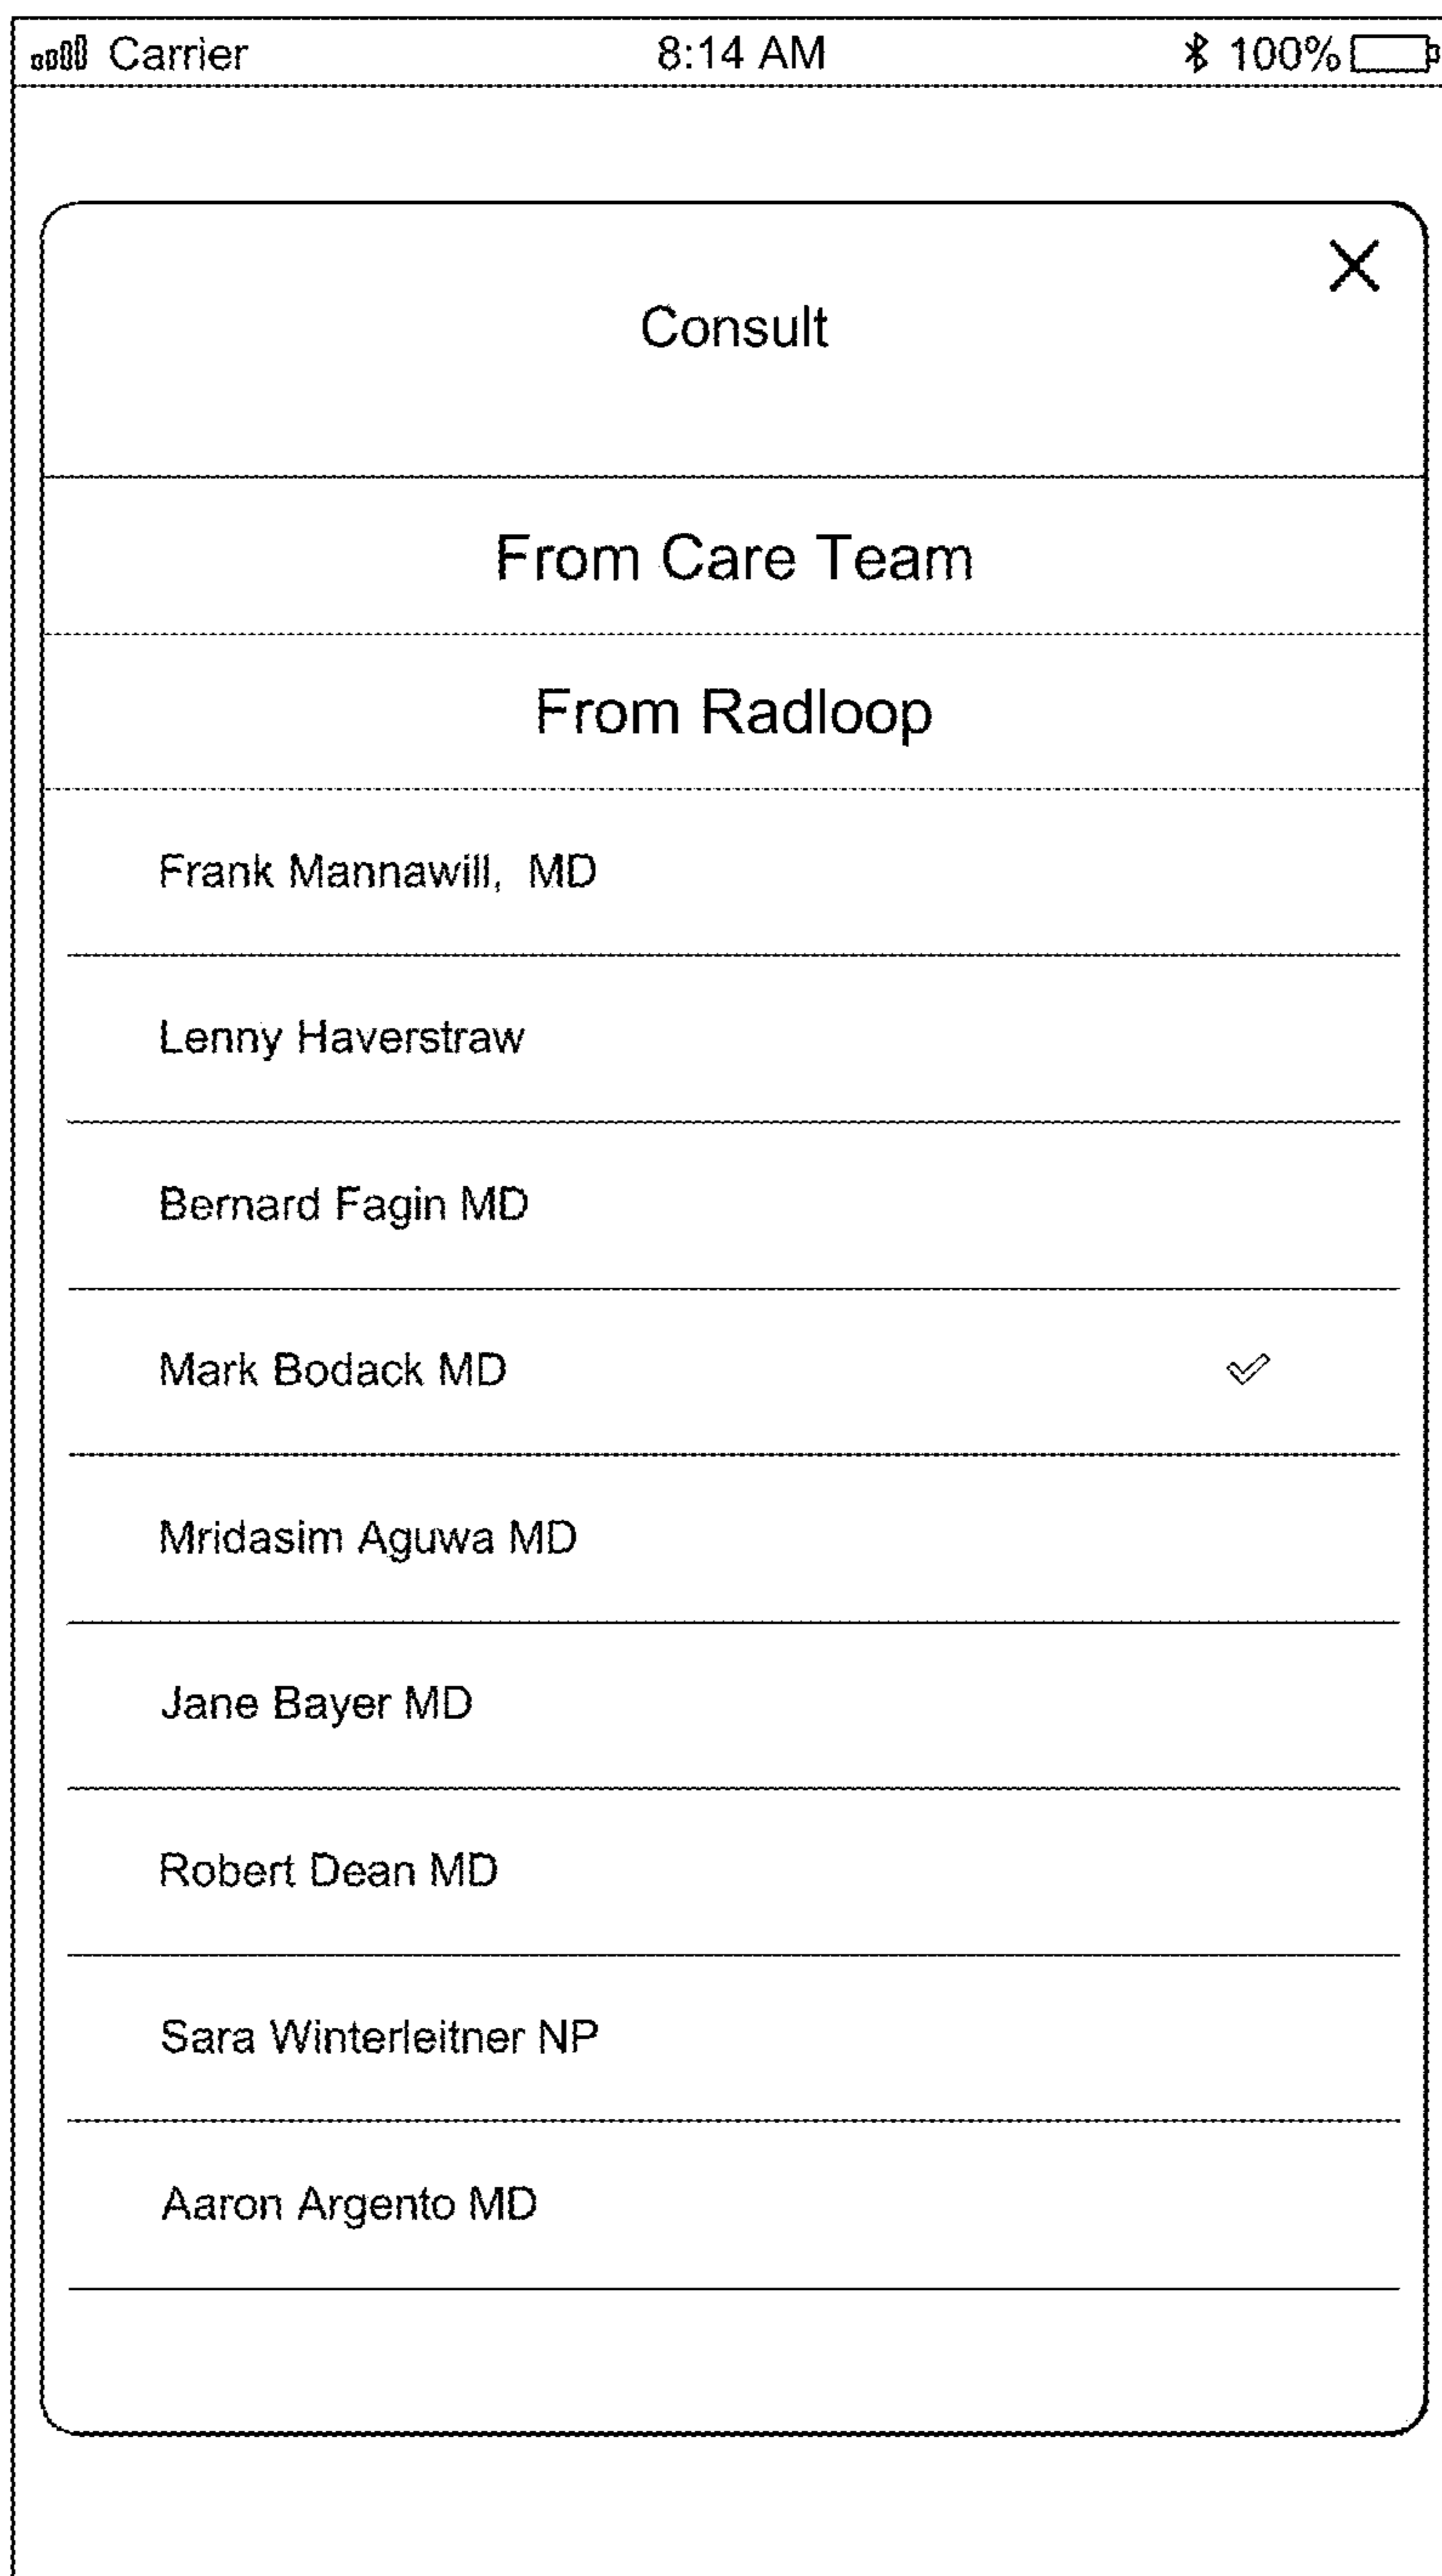 Carrier 8:14 AM 100%
Consult
From Care Team
From Radloop
Frank Mannawill, MD
Lenny Haverstraw
Bernard Fagin MD
Mark Bodack MD
Mridasim Aguwa MD
Jane Bayer MD
Robert Dean MD
Sara Winterleitner NP
Aaron Argento MD